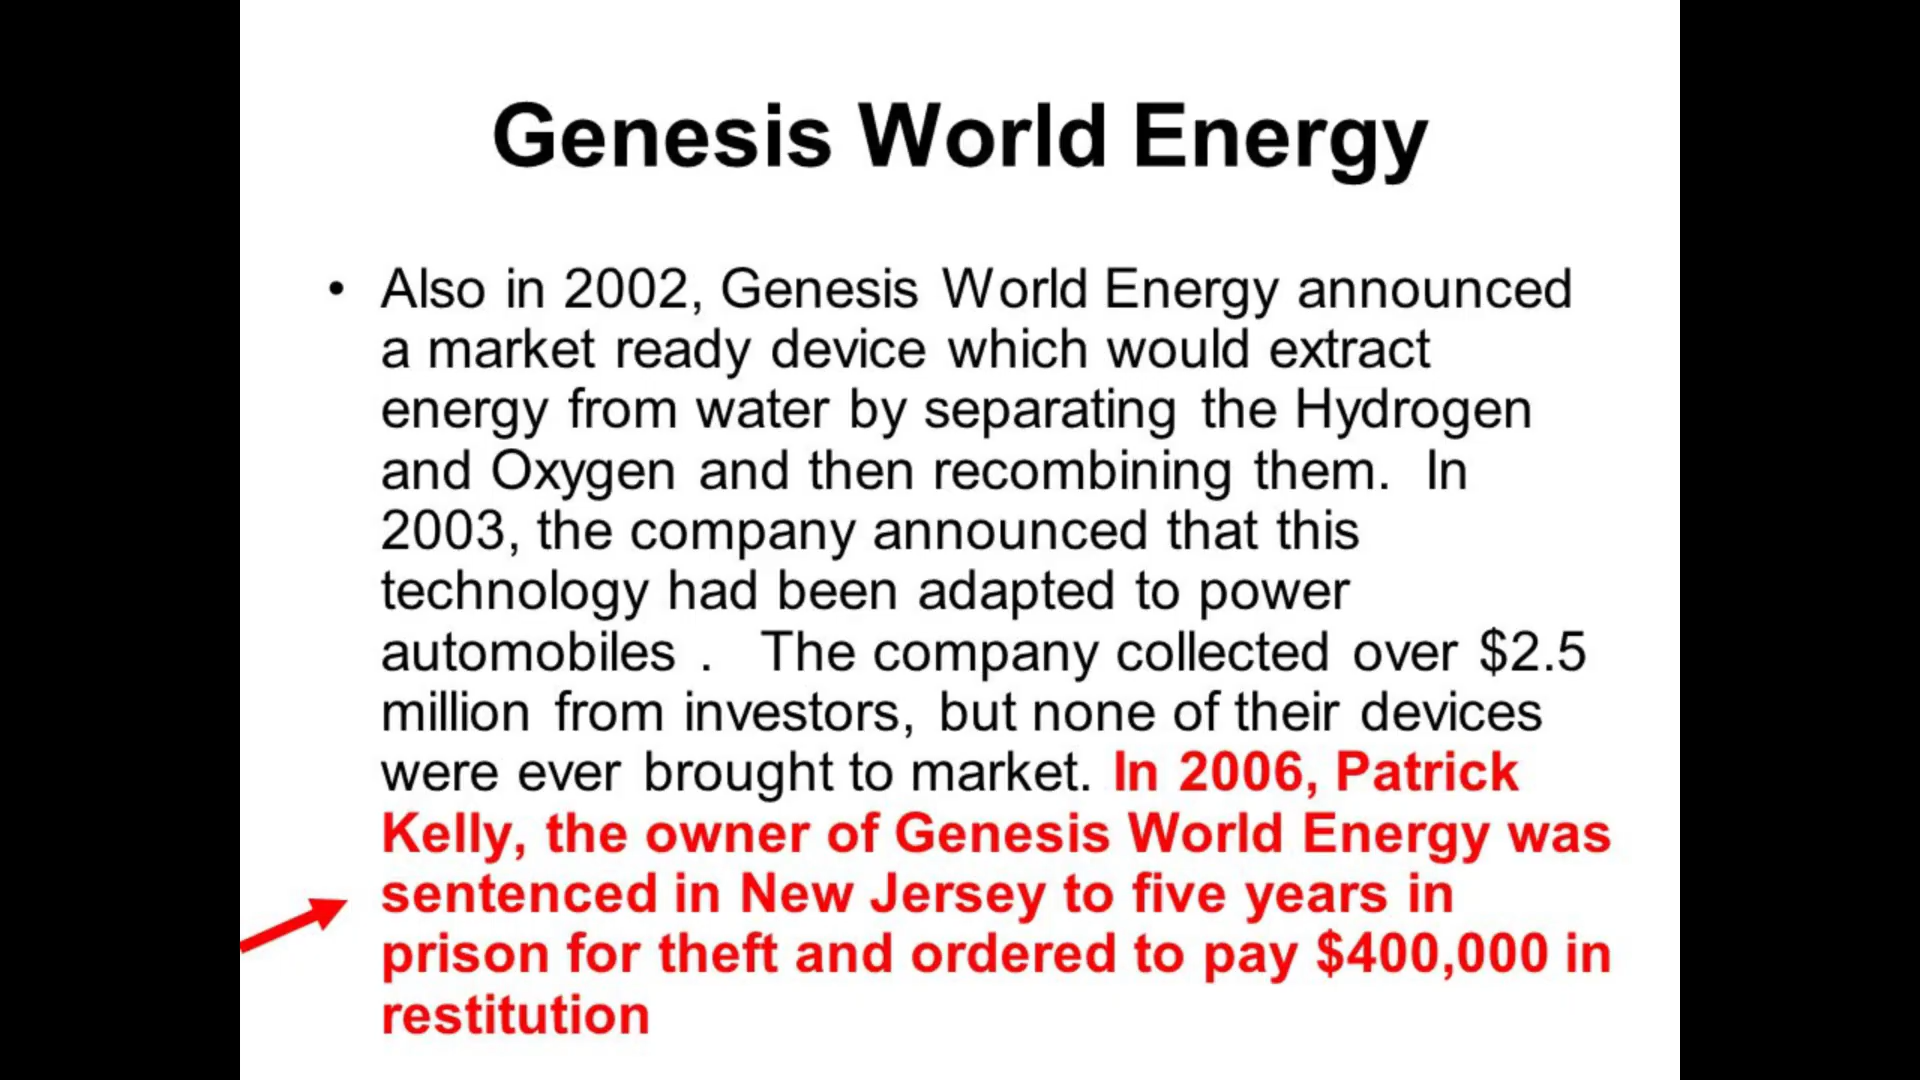 Genesis World Energy
• Also in 2002, Genesis World Energy announced
a market ready device which would extract
energy from water by separating the Hydrogen
and Oxygen and then recombining them. In
2003, the company announced that this
technology had been adapted to power
automobiles . The company collected over $2.5
million from investors, but none of their devices
were ever brought to market. In 2006, Patrick
Kelly, the owner of Genesis World Energy was
sentenced in New Jersey to five years in
prison for theft and ordered to pay $400,000 in
restitution